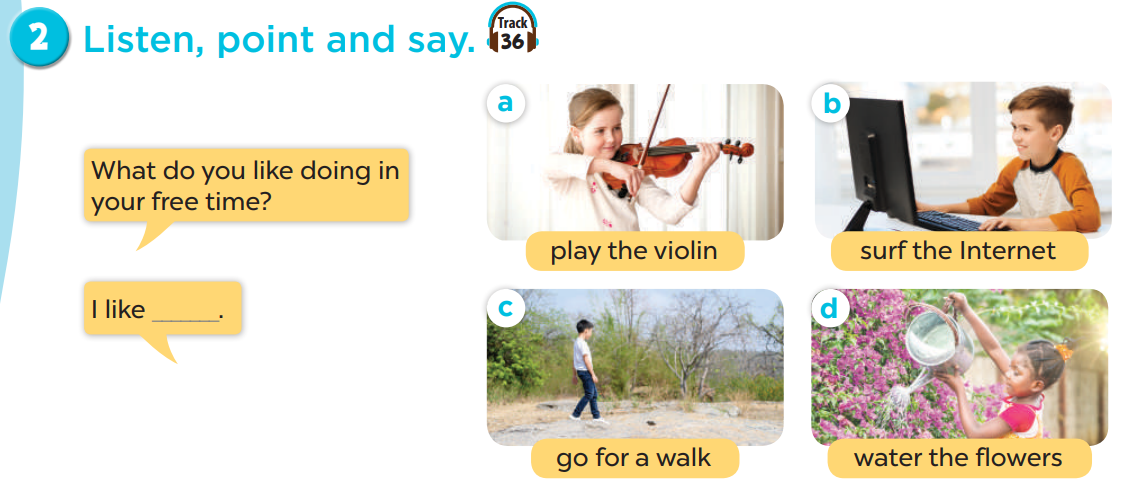 2 Listen, point and say. Track 36
What do you like doing in
your free time?
I like ______.
a
play the violin
b
surf the Internet
c
go for a walk
d
water the flowers